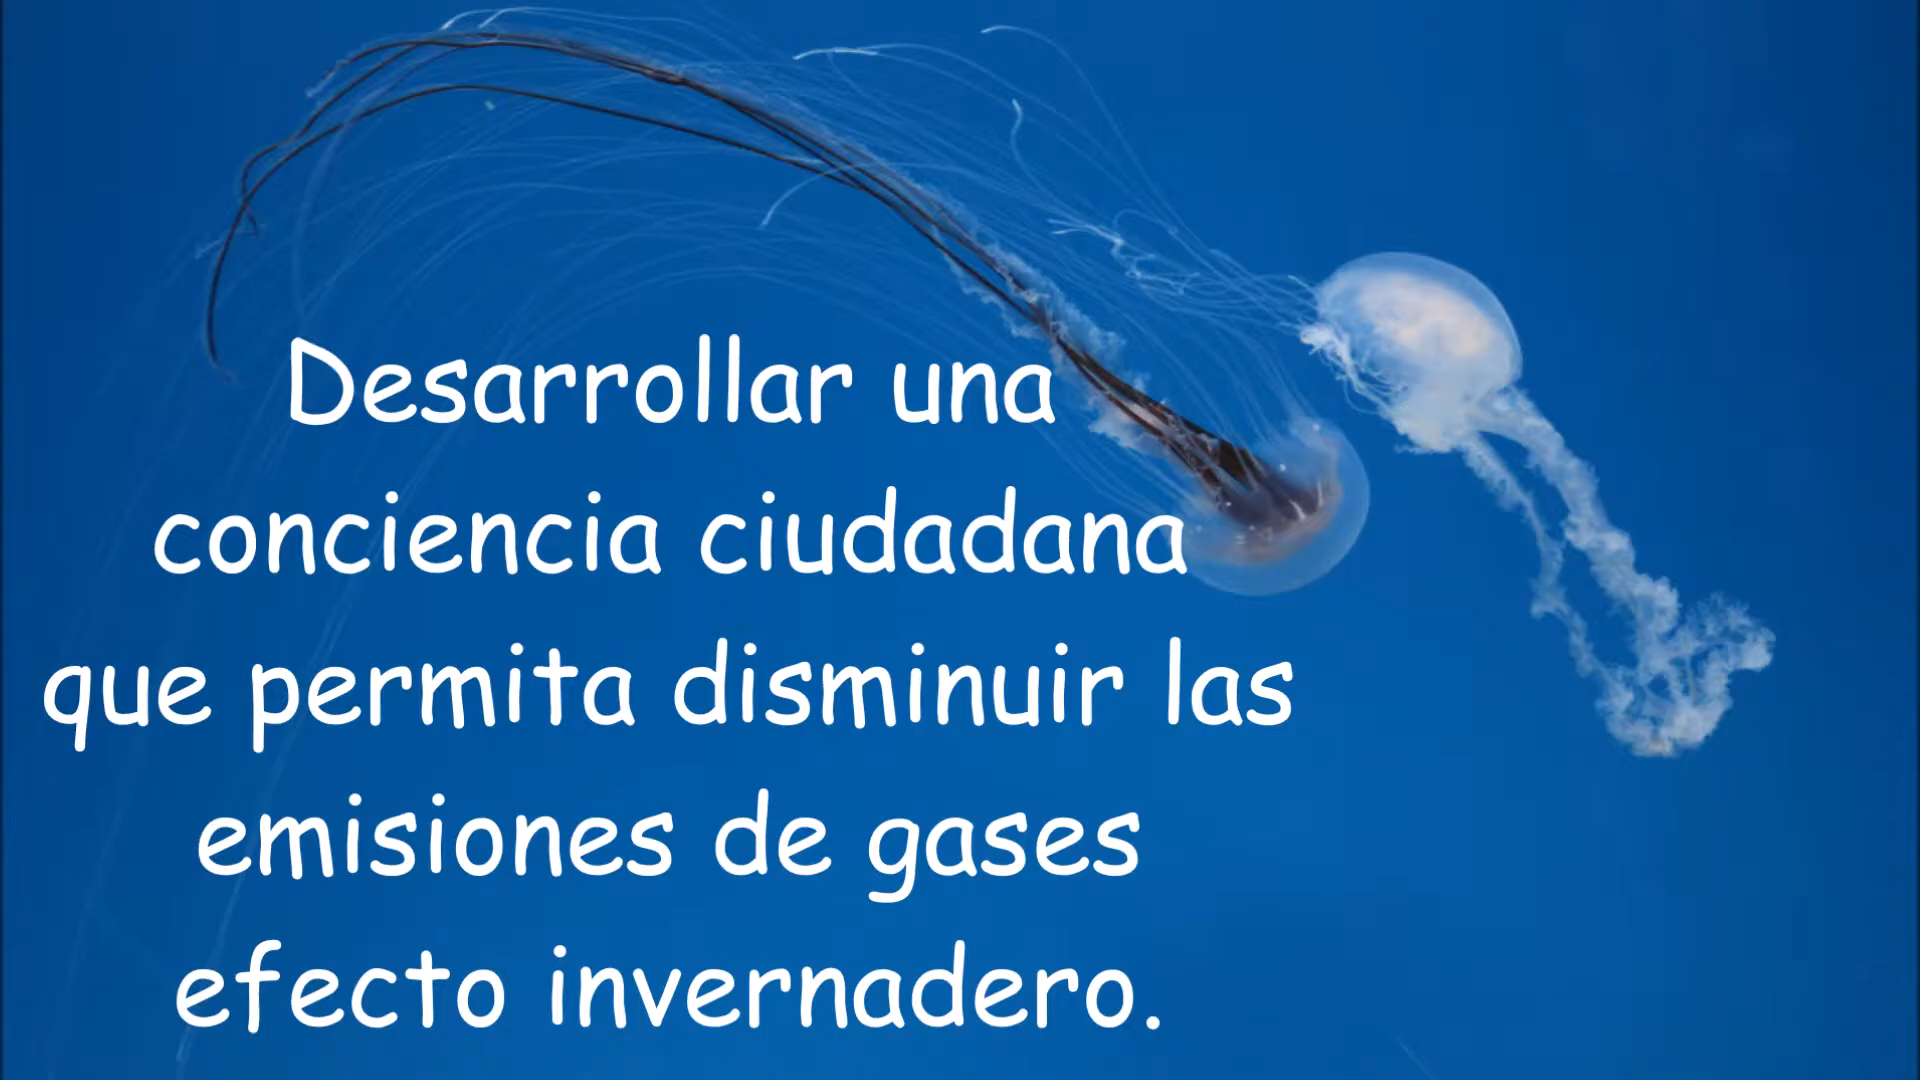 Desarrollar una
conciencia ciudadana
que permita disminuir las
emisiones de gases
efecto invernadero.